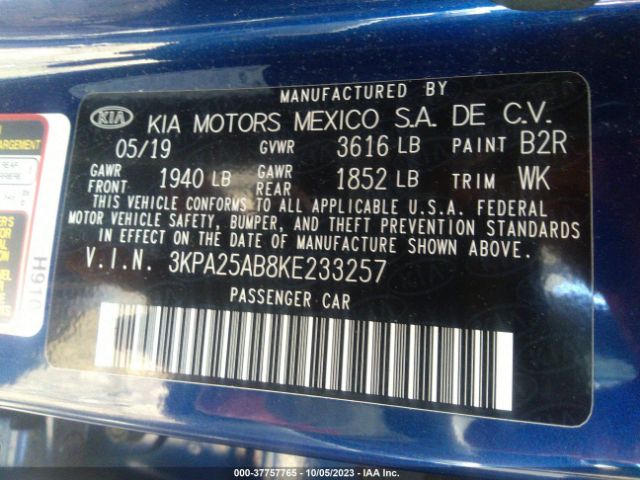 MANUFACTURED BY
KIA KIA MOTORS MEXICO S.A. DE C.V.
05/19 GVWR 3616 LB PAINT B2R
GAWR FRONT 1940 LB GAWR REAR 1852 LB TRIM WK
THIS VEHICLE CONFORMS TO ALL APPLICABLE U.S.A. FEDERAL
MOTOR VEHICLE SAFETY, BUMPER, AND THEFT PREVENTION STANDARDS
IN EFFECT ON THE DATE OF MANUFACTURE SHOWN ABOVE.
V.I.N. 3KPA25AB8KE233257
PASSENGER CAR
H910
000-37757765 - 10/05/2023 - IAA Inc.